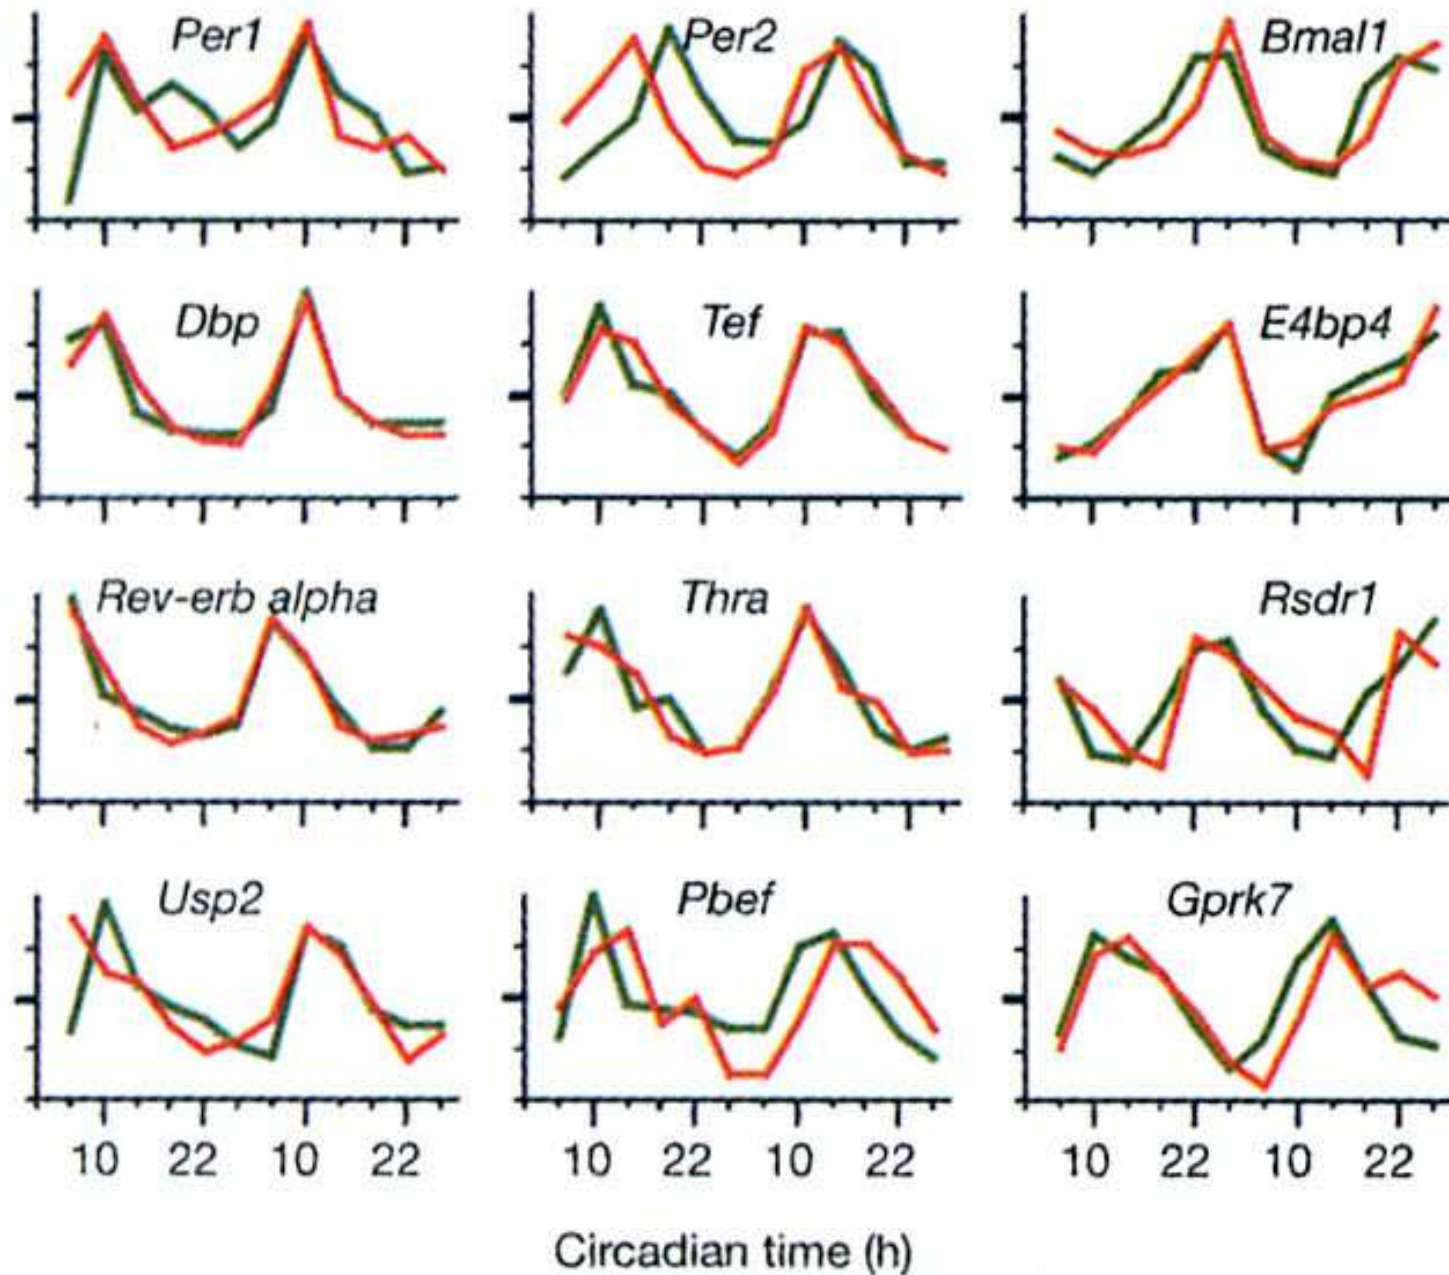 Per1 Per2 Bmal1
Dbp Tef E4bp4
Rev-erb alpha Thra Rsdr1
Usp2 Pbef Gprk7
10 22 10 22 10 22 10 22 10 22 10 22
Circadian time (h)